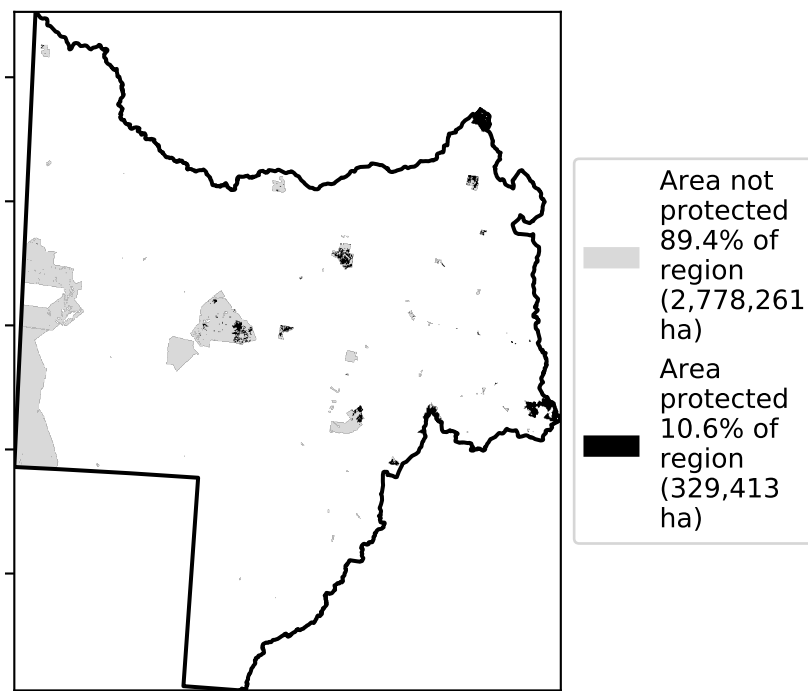 Area not
protected
89.4% of
region
(2,778,261
ha)
Area
protected
10.6% of
region
(329,413
ha)